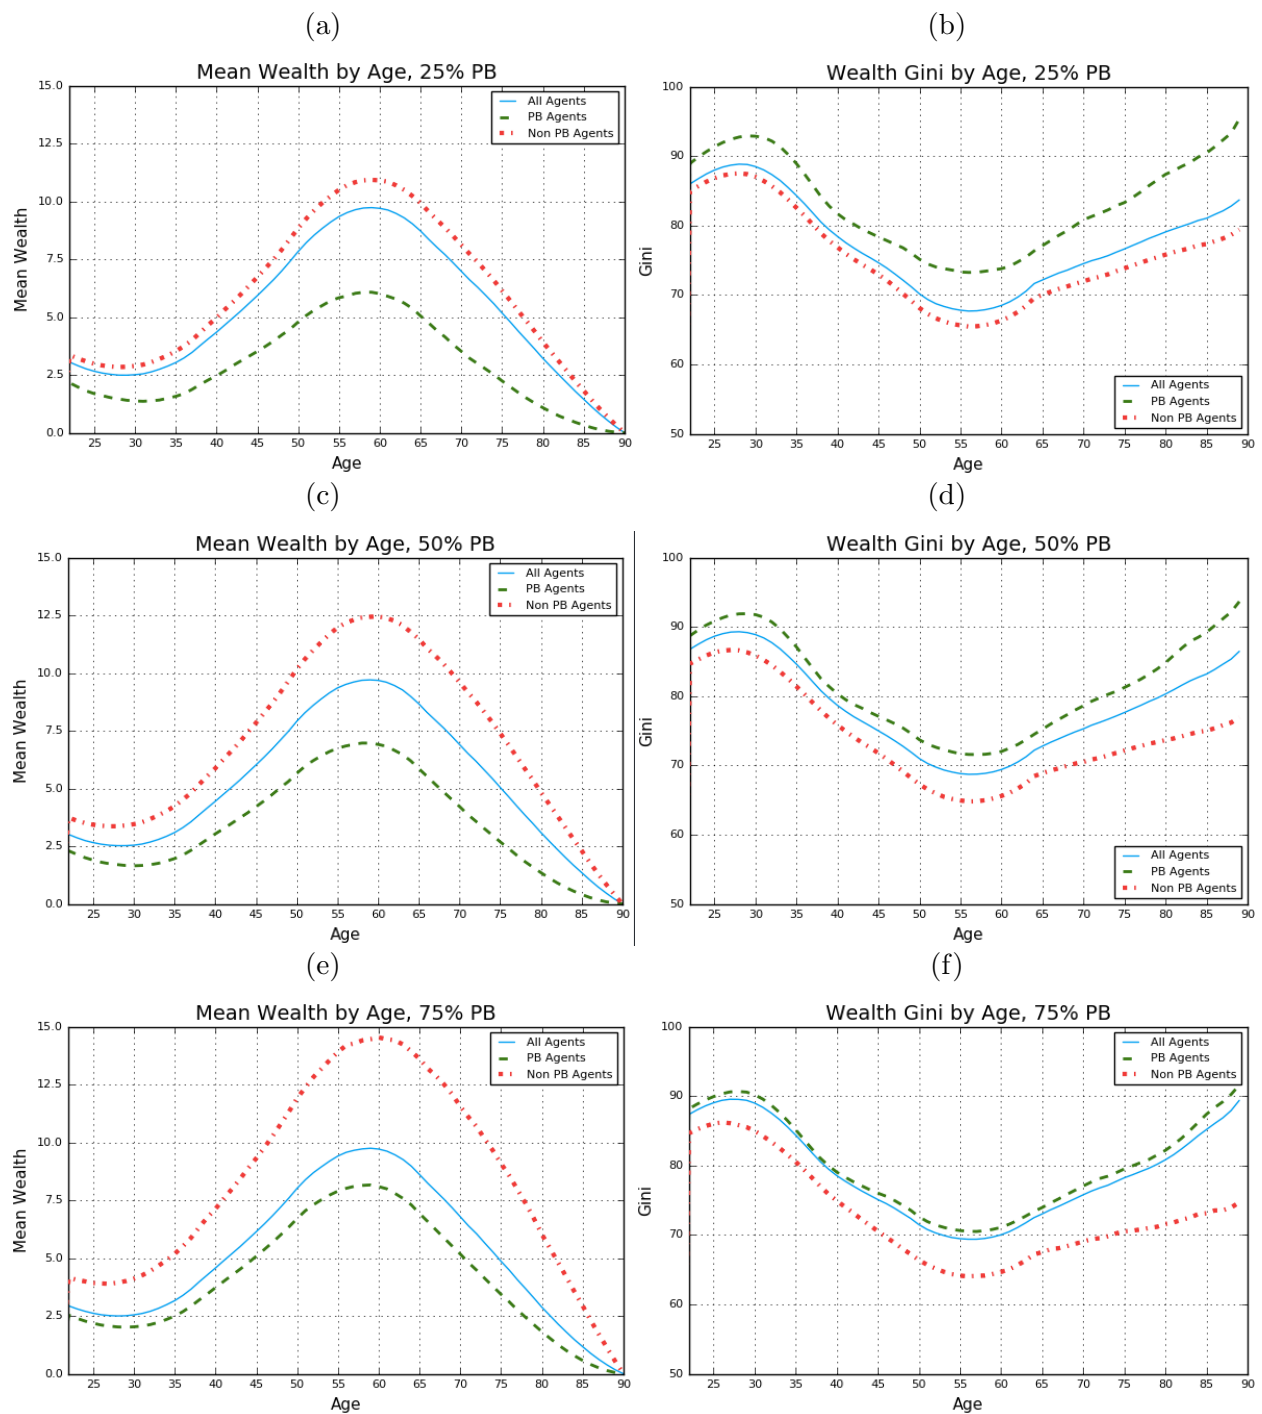 (a)
Mean Wealth by Age, 25% PB
15.0
12.5
10.0
7.5
5.0
2.5
0.0
Mean Wealth
All Agents
PB Agents
Non PB Agents
25 30 35 40 45 50 55 60 65 70 75 80 85 90
Age
(b)
Wealth Gini by Age, 25% PB
100
90
80
70
60
50
Gini
All Agents
PB Agents
Non PB Agents
25 30 35 40 45 50 55 60 65 70 75 80 85 90
Age
(c)
Mean Wealth by Age, 50% PB
15.0
12.5
10.0
7.5
5.0
2.5
0.0
Mean Wealth
All Agents
PB Agents
Non PB Agents
25 30 35 40 45 50 55 60 65 70 75 80 85 90
Age
(d)
Wealth Gini by Age, 50% PB
100
90
80
70
60
50
Gini
All Agents
PB Agents
Non PB Agents
25 30 35 40 45 50 55 60 65 70 75 80 85 90
Age
(e)
Mean Wealth by Age, 75% PB
15.0
12.5
10.0
7.5
5.0
2.5
0.0
Mean Wealth
All Agents
PB Agents
Non PB Agents
25 30 35 40 45 50 55 60 65 70 75 80 85 90
Age
(f)
Wealth Gini by Age, 75% PB
100
90
80
70
60
50
Gini
All Agents
PB Agents
Non PB Agents
25 30 35 40 45 50 55 60 65 70 75 80 85 90
Age